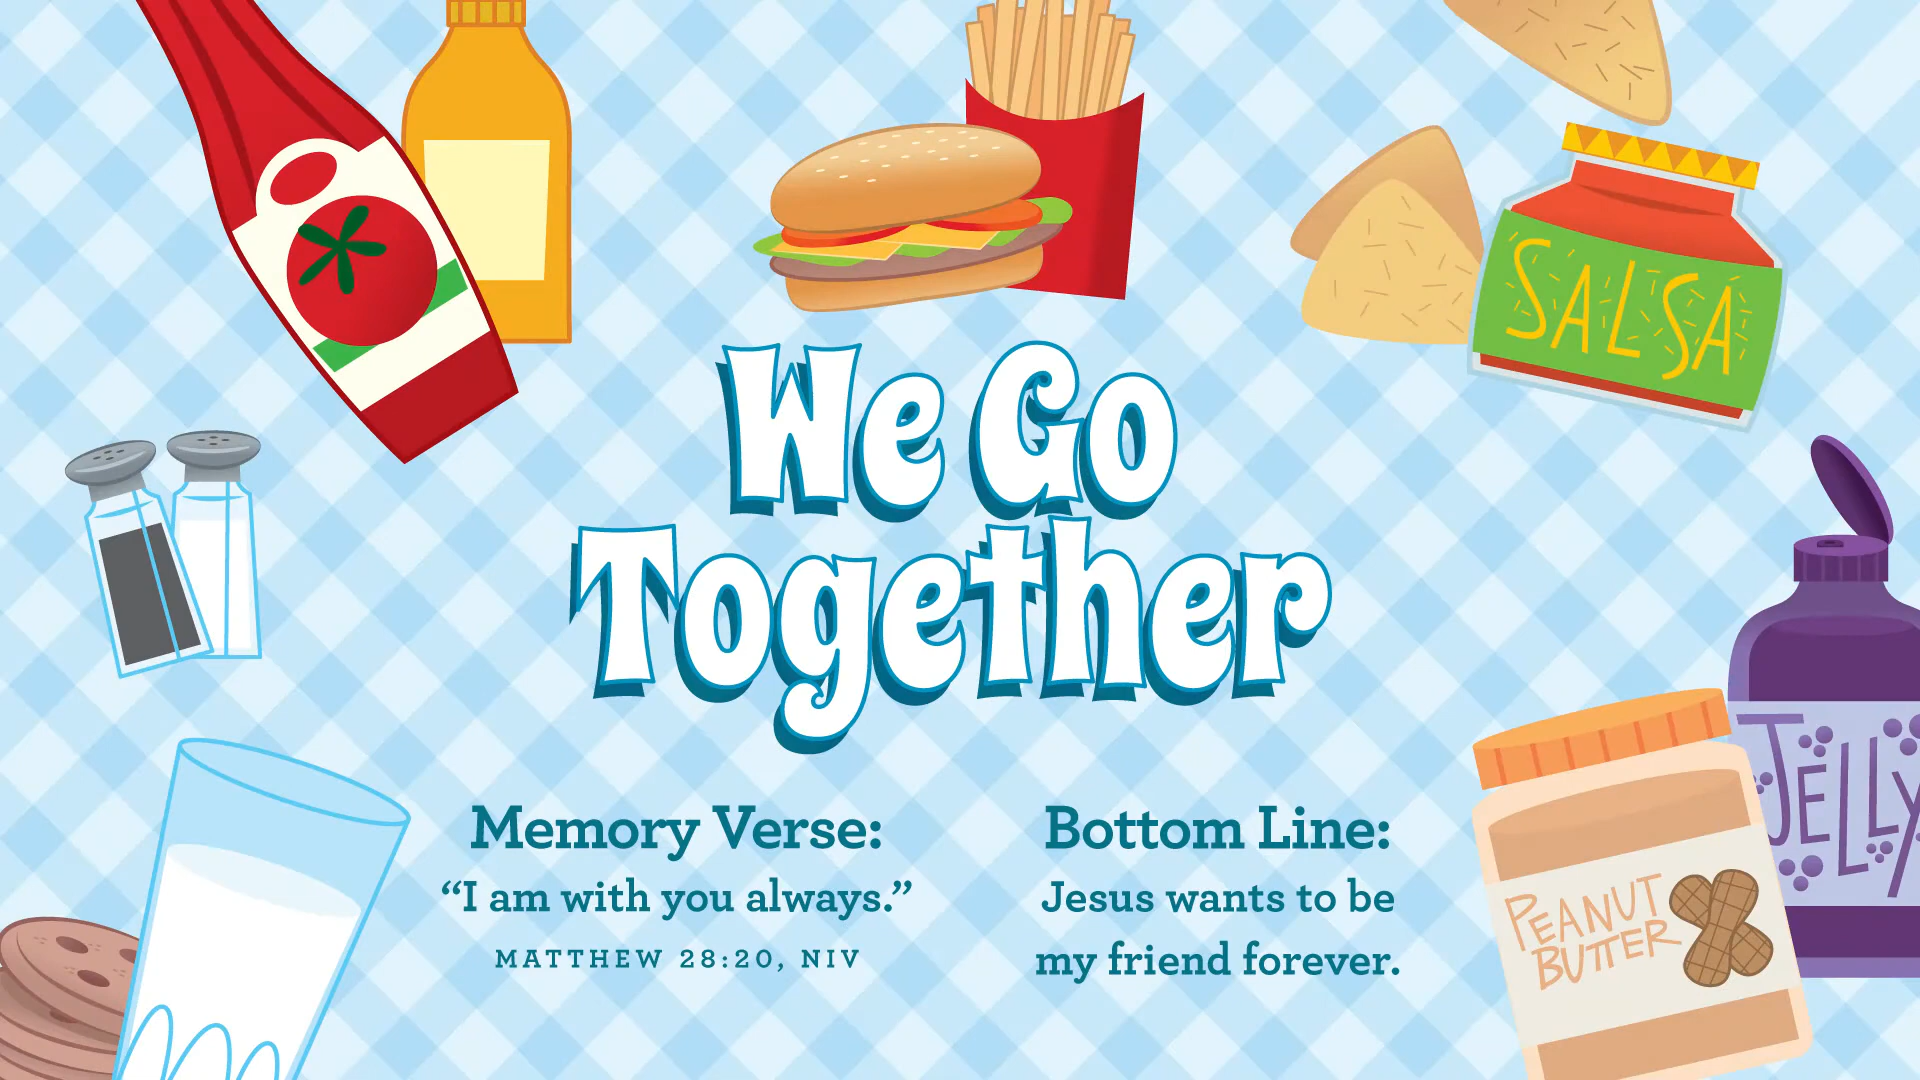 SALSA
We Go
Together
JELLY
PEANUT
BUTTER
Memory Verse:
“I am with you always.”
MATTHEW 28:20, NIV
Bottom Line:
Jesus wants to be
my friend forever.